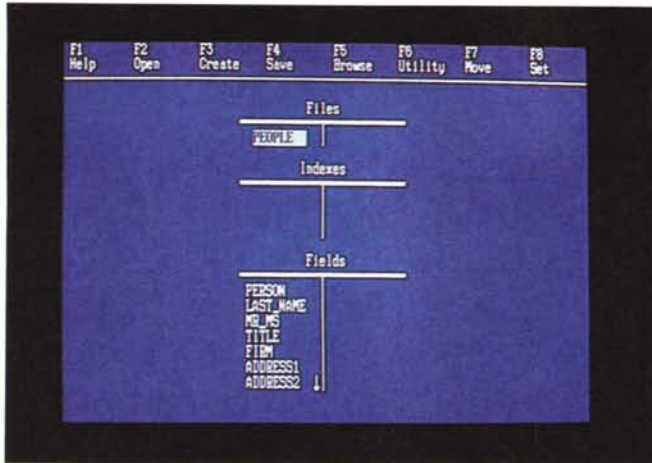 F1 F2 F3 F4 F5 F6 F7 F8
Help Open Create Save Browse Utility Move Set
Files
PEOPLE
Indexes
Fields
PERSON
LAST_NAME
MR_MS
TITLE
FIRM
ADDRESS1
ADDRESS2